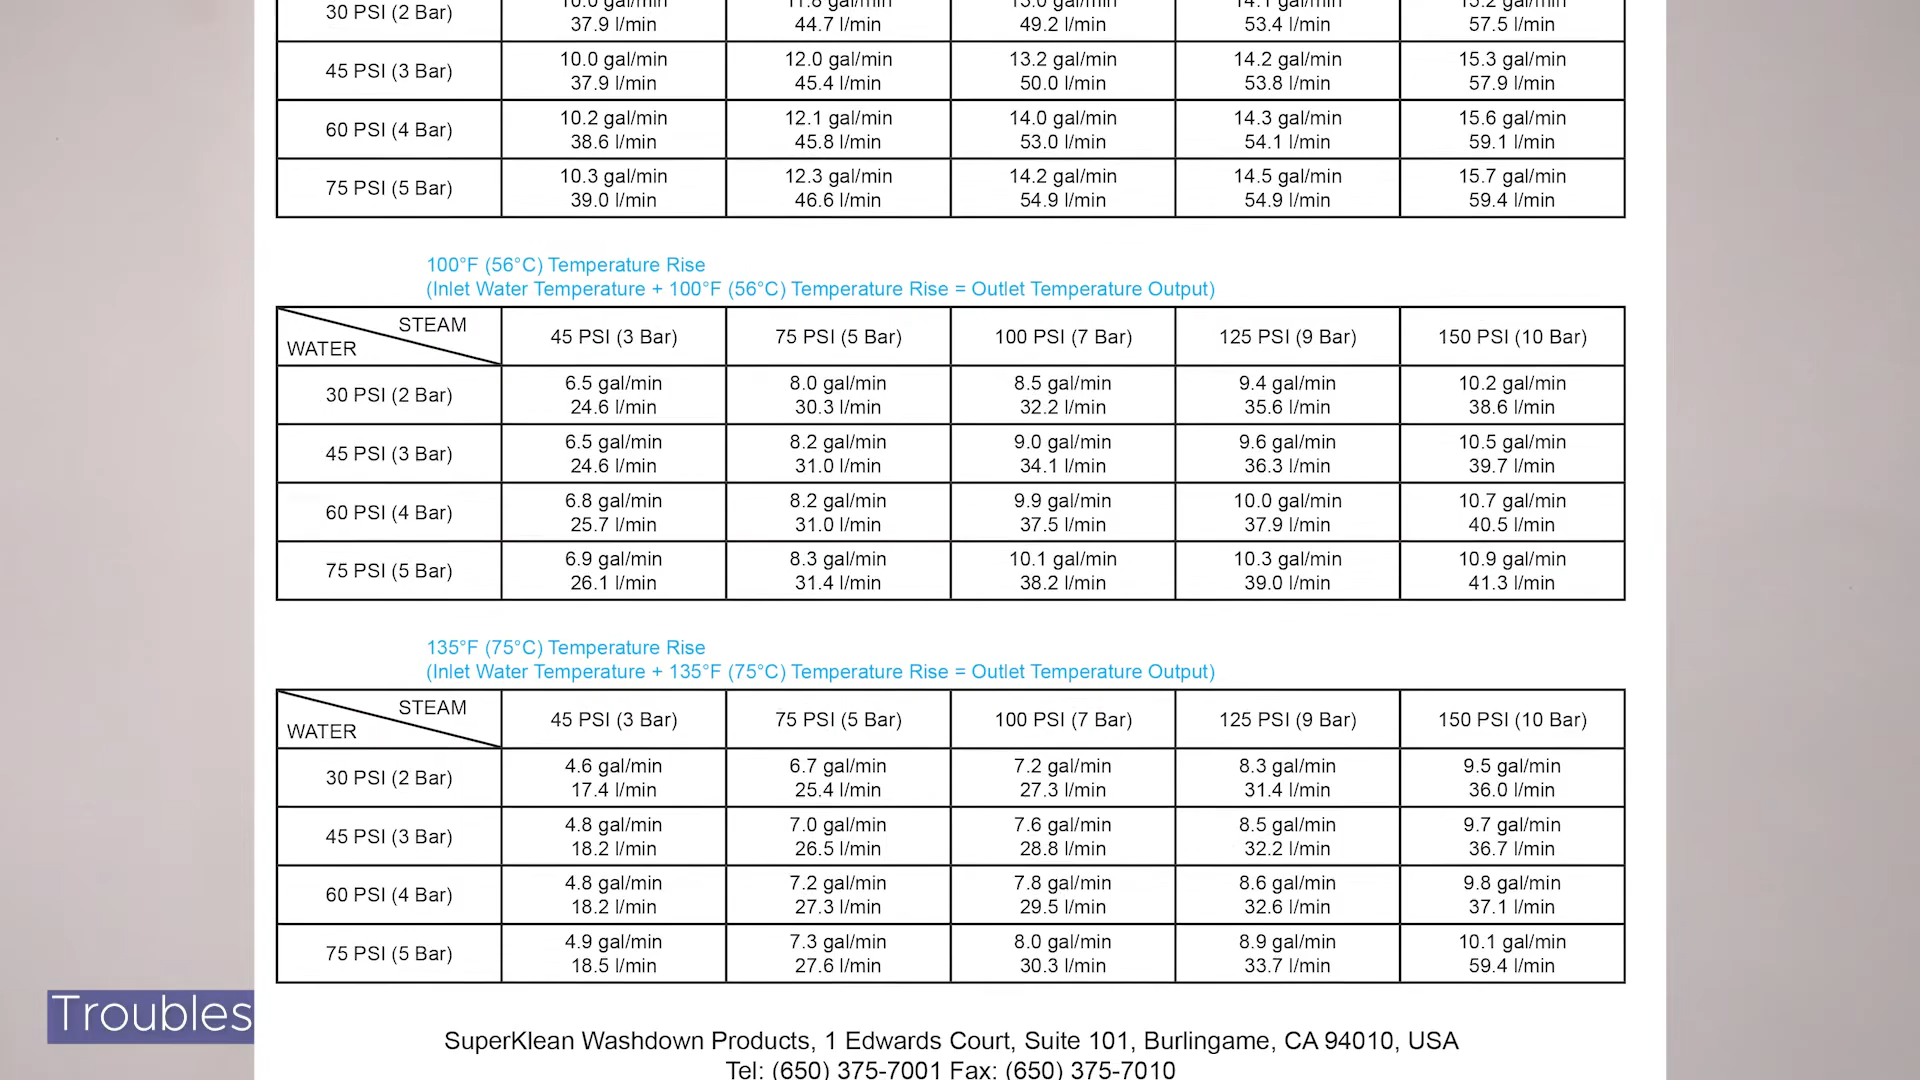 30 PSI (2 Bar)
37.9 l/min 44.7 l/min 49.2 l/min 53.4 l/min 57.5 l/min
10.0 gal/min 12.0 gal/min 13.2 gal/min 14.2 gal/min 15.3 gal/min
45 PSI (3 Bar)
37.9 l/min 45.4 l/min 50.0 l/min 53.8 l/min 57.9 l/min
10.2 gal/min 12.1 gal/min 14.0 gal/min 14.3 gal/min 15.6 gal/min
60 PSI (4 Bar)
38.6 l/min 45.8 l/min 53.0 l/min 54.1 l/min 59.1 l/min
10.3 gal/min 12.3 gal/min 14.2 gal/min 14.5 gal/min 15.7 gal/min
75 PSI (5 Bar)
39.0 l/min 46.6 l/min 54.9 l/min 54.9 l/min 59.4 l/min
100°F (56°C) Temperature Rise
(Inlet Water Temperature + 100°F (56°C) Temperature Rise = Outlet Temperature Output)
STEAM
WATER
45 PSI (3 Bar) 75 PSI (5 Bar) 100 PSI (7 Bar) 125 PSI (9 Bar) 150 PSI (10 Bar)
6.5 gal/min 8.0 gal/min 8.5 gal/min 9.4 gal/min 10.2 gal/min
30 PSI (2 Bar)
24.6 l/min 30.3 l/min 32.2 l/min 35.6 l/min 38.6 l/min
6.5 gal/min 8.2 gal/min 9.0 gal/min 9.6 gal/min 10.5 gal/min
45 PSI (3 Bar)
24.6 l/min 31.0 l/min 34.1 l/min 36.3 l/min 39.7 l/min
6.8 gal/min 8.2 gal/min 9.9 gal/min 10.0 gal/min 10.7 gal/min
60 PSI (4 Bar)
25.7 l/min 31.0 l/min 37.5 l/min 37.9 l/min 40.5 l/min
6.9 gal/min 8.3 gal/min 10.1 gal/min 10.3 gal/min 10.9 gal/min
75 PSI (5 Bar)
26.1 l/min 31.4 l/min 38.2 l/min 39.0 l/min 41.3 l/min
135°F (75°C) Temperature Rise
(Inlet Water Temperature + 135°F (75°C) Temperature Rise = Outlet Temperature Output)
STEAM
WATER
45 PSI (3 Bar) 75 PSI (5 Bar) 100 PSI (7 Bar) 125 PSI (9 Bar) 150 PSI (10 Bar)
4.6 gal/min 6.7 gal/min 7.2 gal/min 8.3 gal/min 9.5 gal/min
30 PSI (2 Bar)
17.4 l/min 25.4 l/min 27.3 l/min 31.4 l/min 36.0 l/min
4.8 gal/min 7.0 gal/min 7.6 gal/min 8.5 gal/min 9.7 gal/min
45 PSI (3 Bar)
18.2 l/min 26.5 l/min 28.8 l/min 32.2 l/min 36.7 l/min
4.8 gal/min 7.2 gal/min 7.8 gal/min 8.6 gal/min 9.8 gal/min
60 PSI (4 Bar)
18.2 l/min 27.3 l/min 29.5 l/min 32.6 l/min 37.1 l/min
4.9 gal/min 7.3 gal/min 8.0 gal/min 8.9 gal/min 10.1 gal/min
75 PSI (5 Bar)
18.5 l/min 27.6 l/min 30.3 l/min 33.7 l/min 59.4 l/min
Troubles
SuperKlean Washdown Products, 1 Edwards Court, Suite 101, Burlingame, CA 94010, USA
Tel: (650) 375-7001 Fax: (650) 375-7010